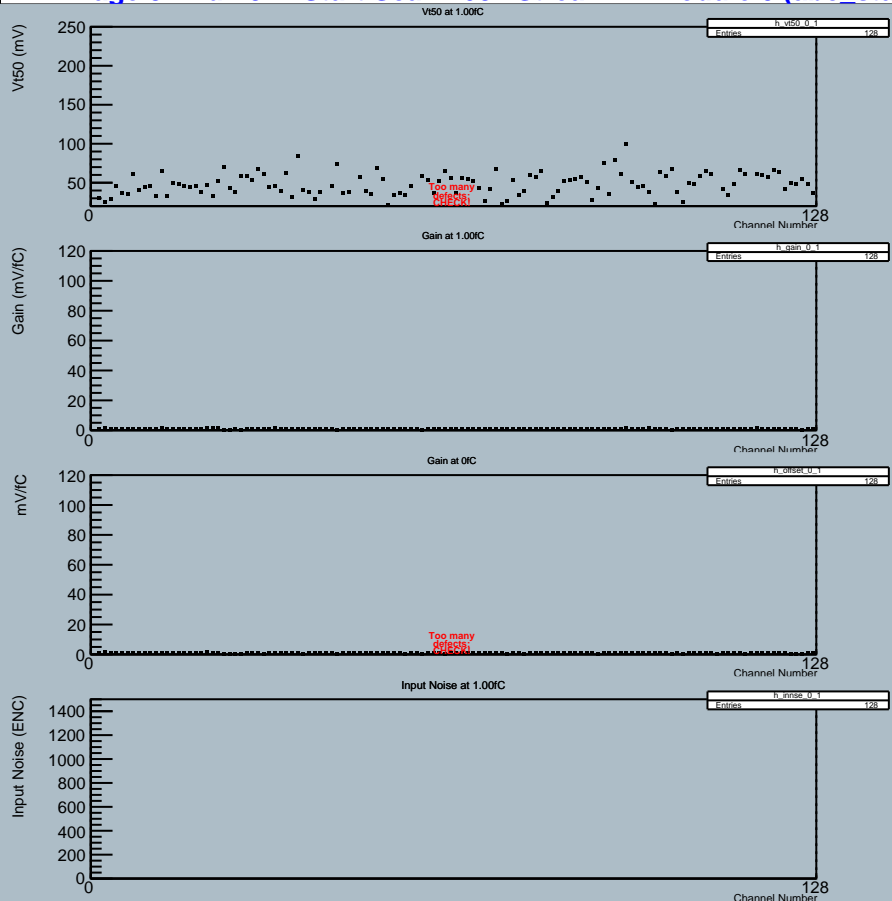 Vt50 at 1.00fC
h_vt50_0_1
Entries 128
Vt50 (mV)
250
200
150
100
50
Too many
defects:
CHECK!
0
128
Channel Number
Gain at 1.00fC
h_gain_0_1
Entries 128
Gain (mV/fC)
120
100
80
60
40
20
0
0
128
Channel Number
Gain at 0fC
h_offset_0_1
Entries 128
mV/fC
120
100
80
60
40
20
0
Too many
defects:
CHECK!
0
128
Channel Number
Input Noise at 1.00fC
h_innse_0_1
Entries 128
Input Noise (ENC)
1400
1200
1000
800
600
400
200
0
0
128
Channel Number